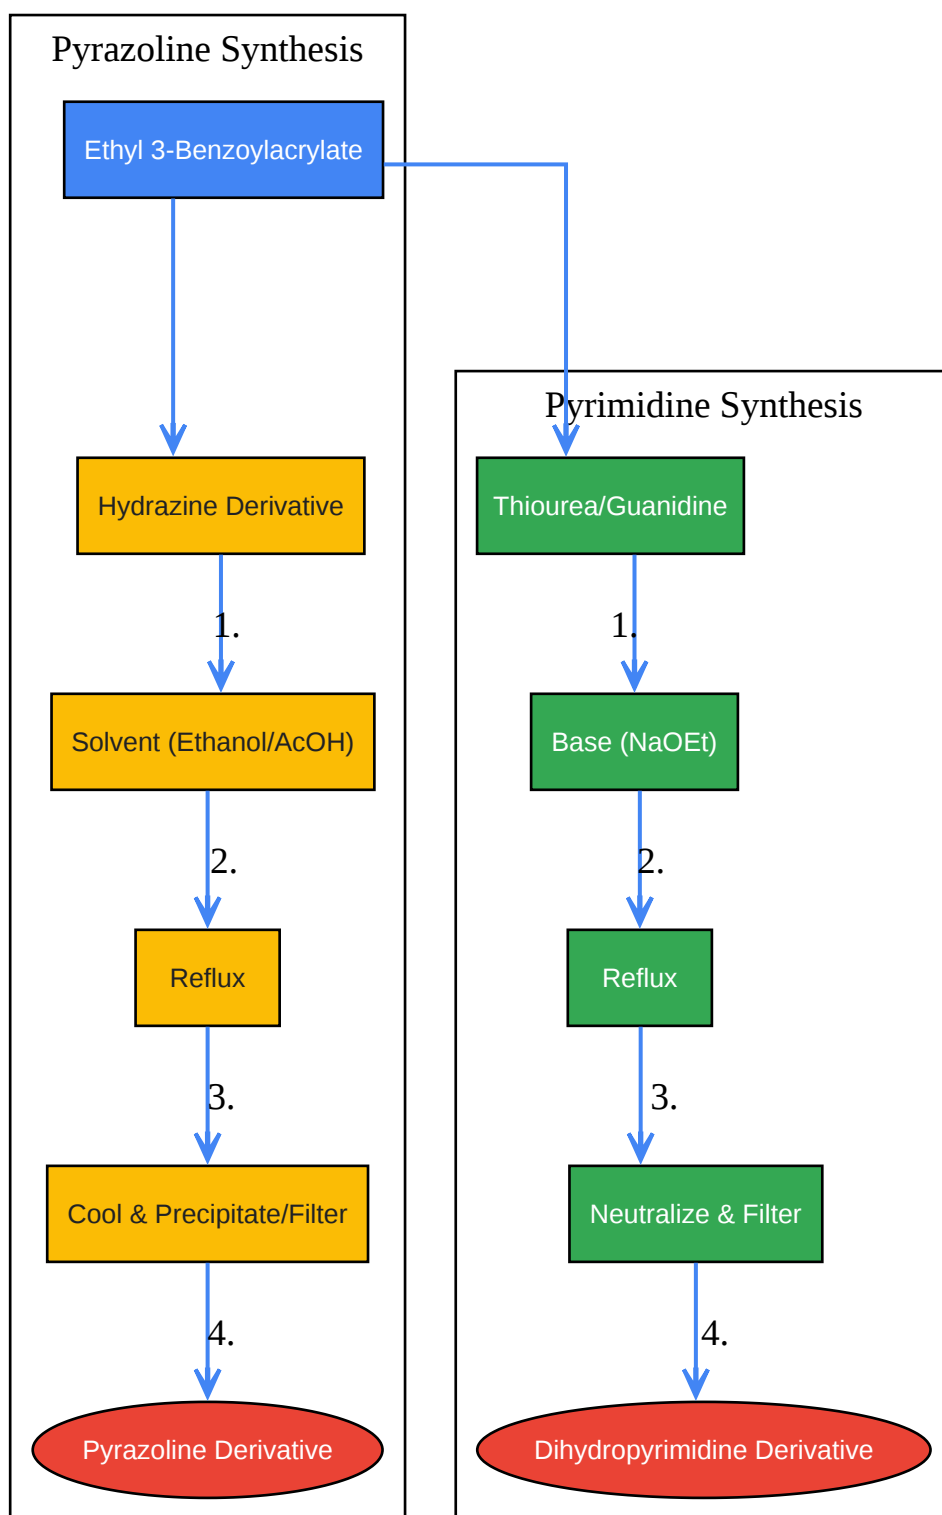 Pyrazoline Synthesis
Ethyl 3-Benzoylacrylate
Hydrazine Derivative
1.
Solvent (Ethanol/AcOH)
2.
Reflux
3.
Cool & Precipitate/Filter
4.
Pyrazoline Derivative
Pyrimidine Synthesis
Thiourea/Guanidine
1.
Base (NaOEt)
2.
Reflux
3.
Neutralize & Filter
4.
Dihydropyrimidine Derivative